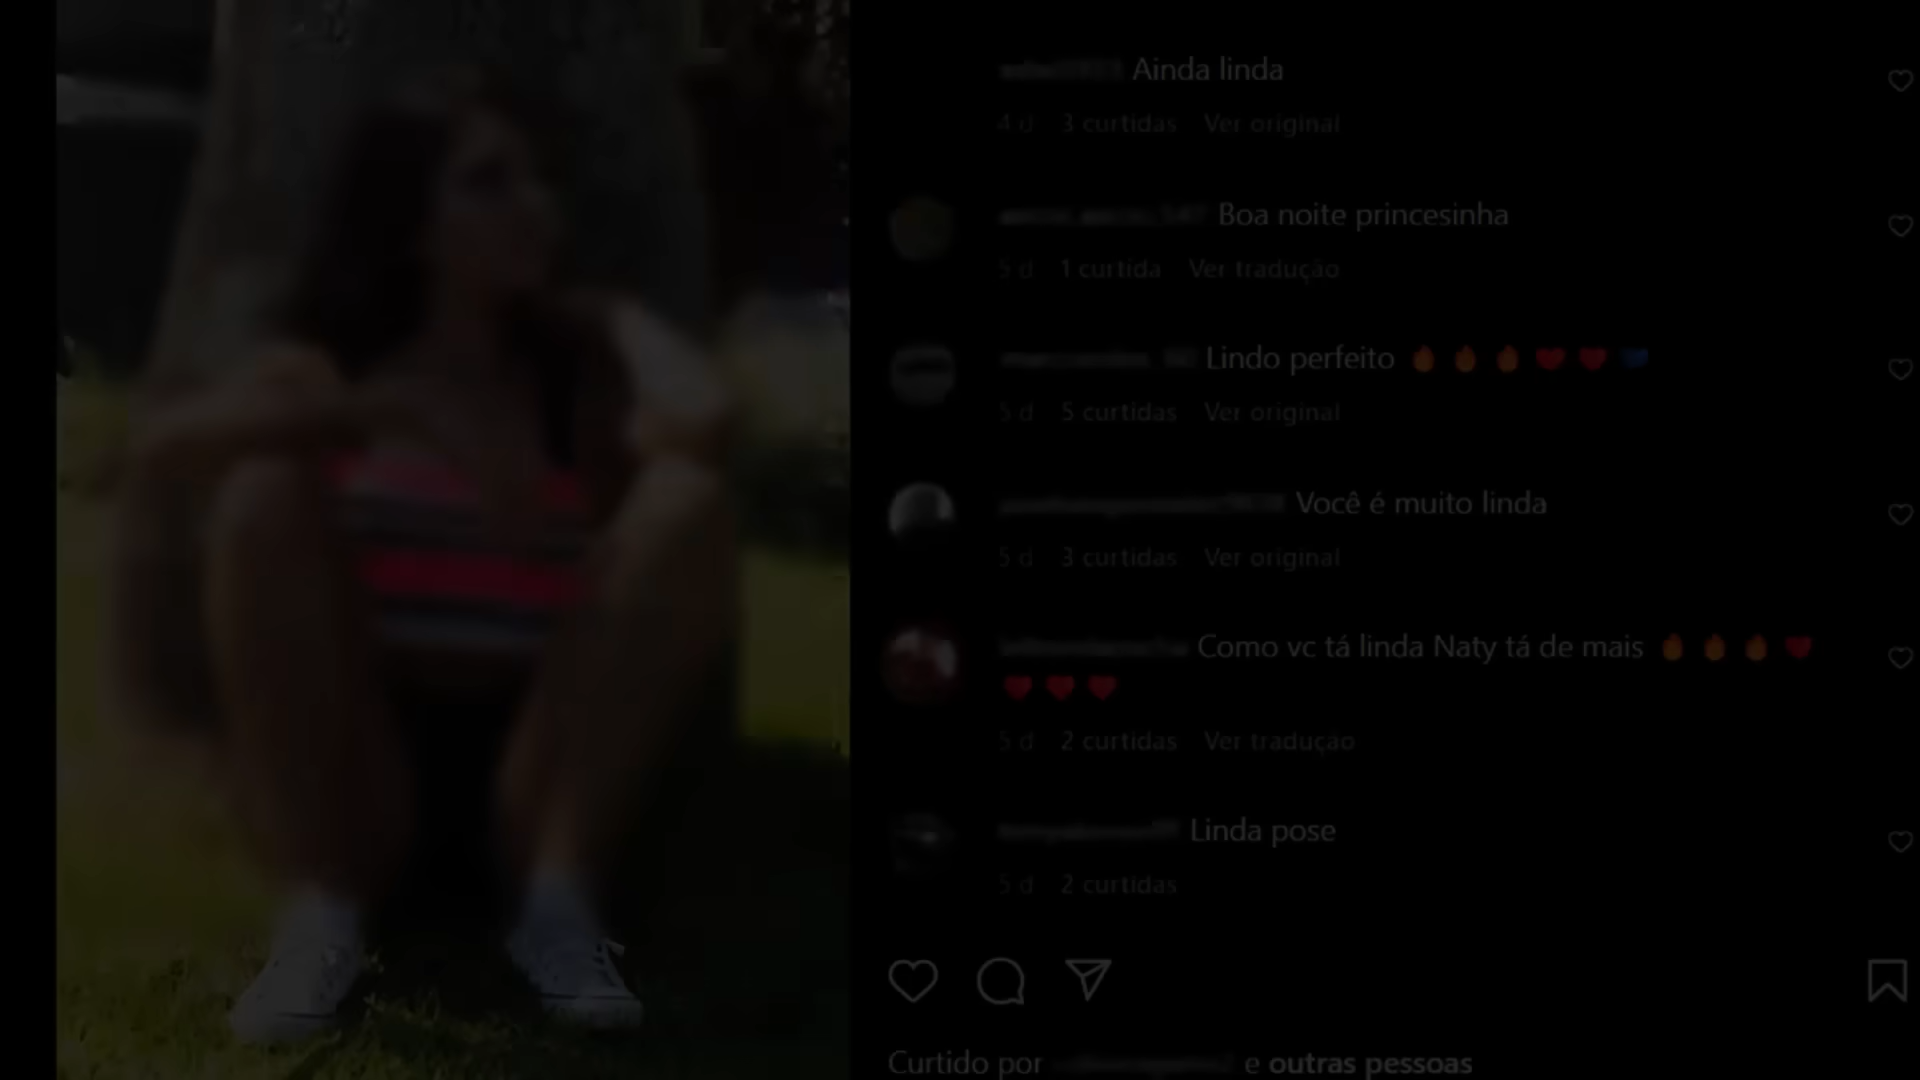 Ainda linda
4 d 3 curtidas Ver original
Boa noite princesinha
5 d 1 curtida Ver tradução
Lindo perfeito 🔥🔥🔥❤️❤️💙
5 d 5 curtidas Ver original
Você é muito linda
5 d 3 curtidas Ver original
Como vc tá linda Naty tá de mais 🔥🔥🔥❤️
❤️❤️❤️
5 d 2 curtidas Ver tradução
Linda pose
5 d 2 curtidas
Curtido por e outras pessoas